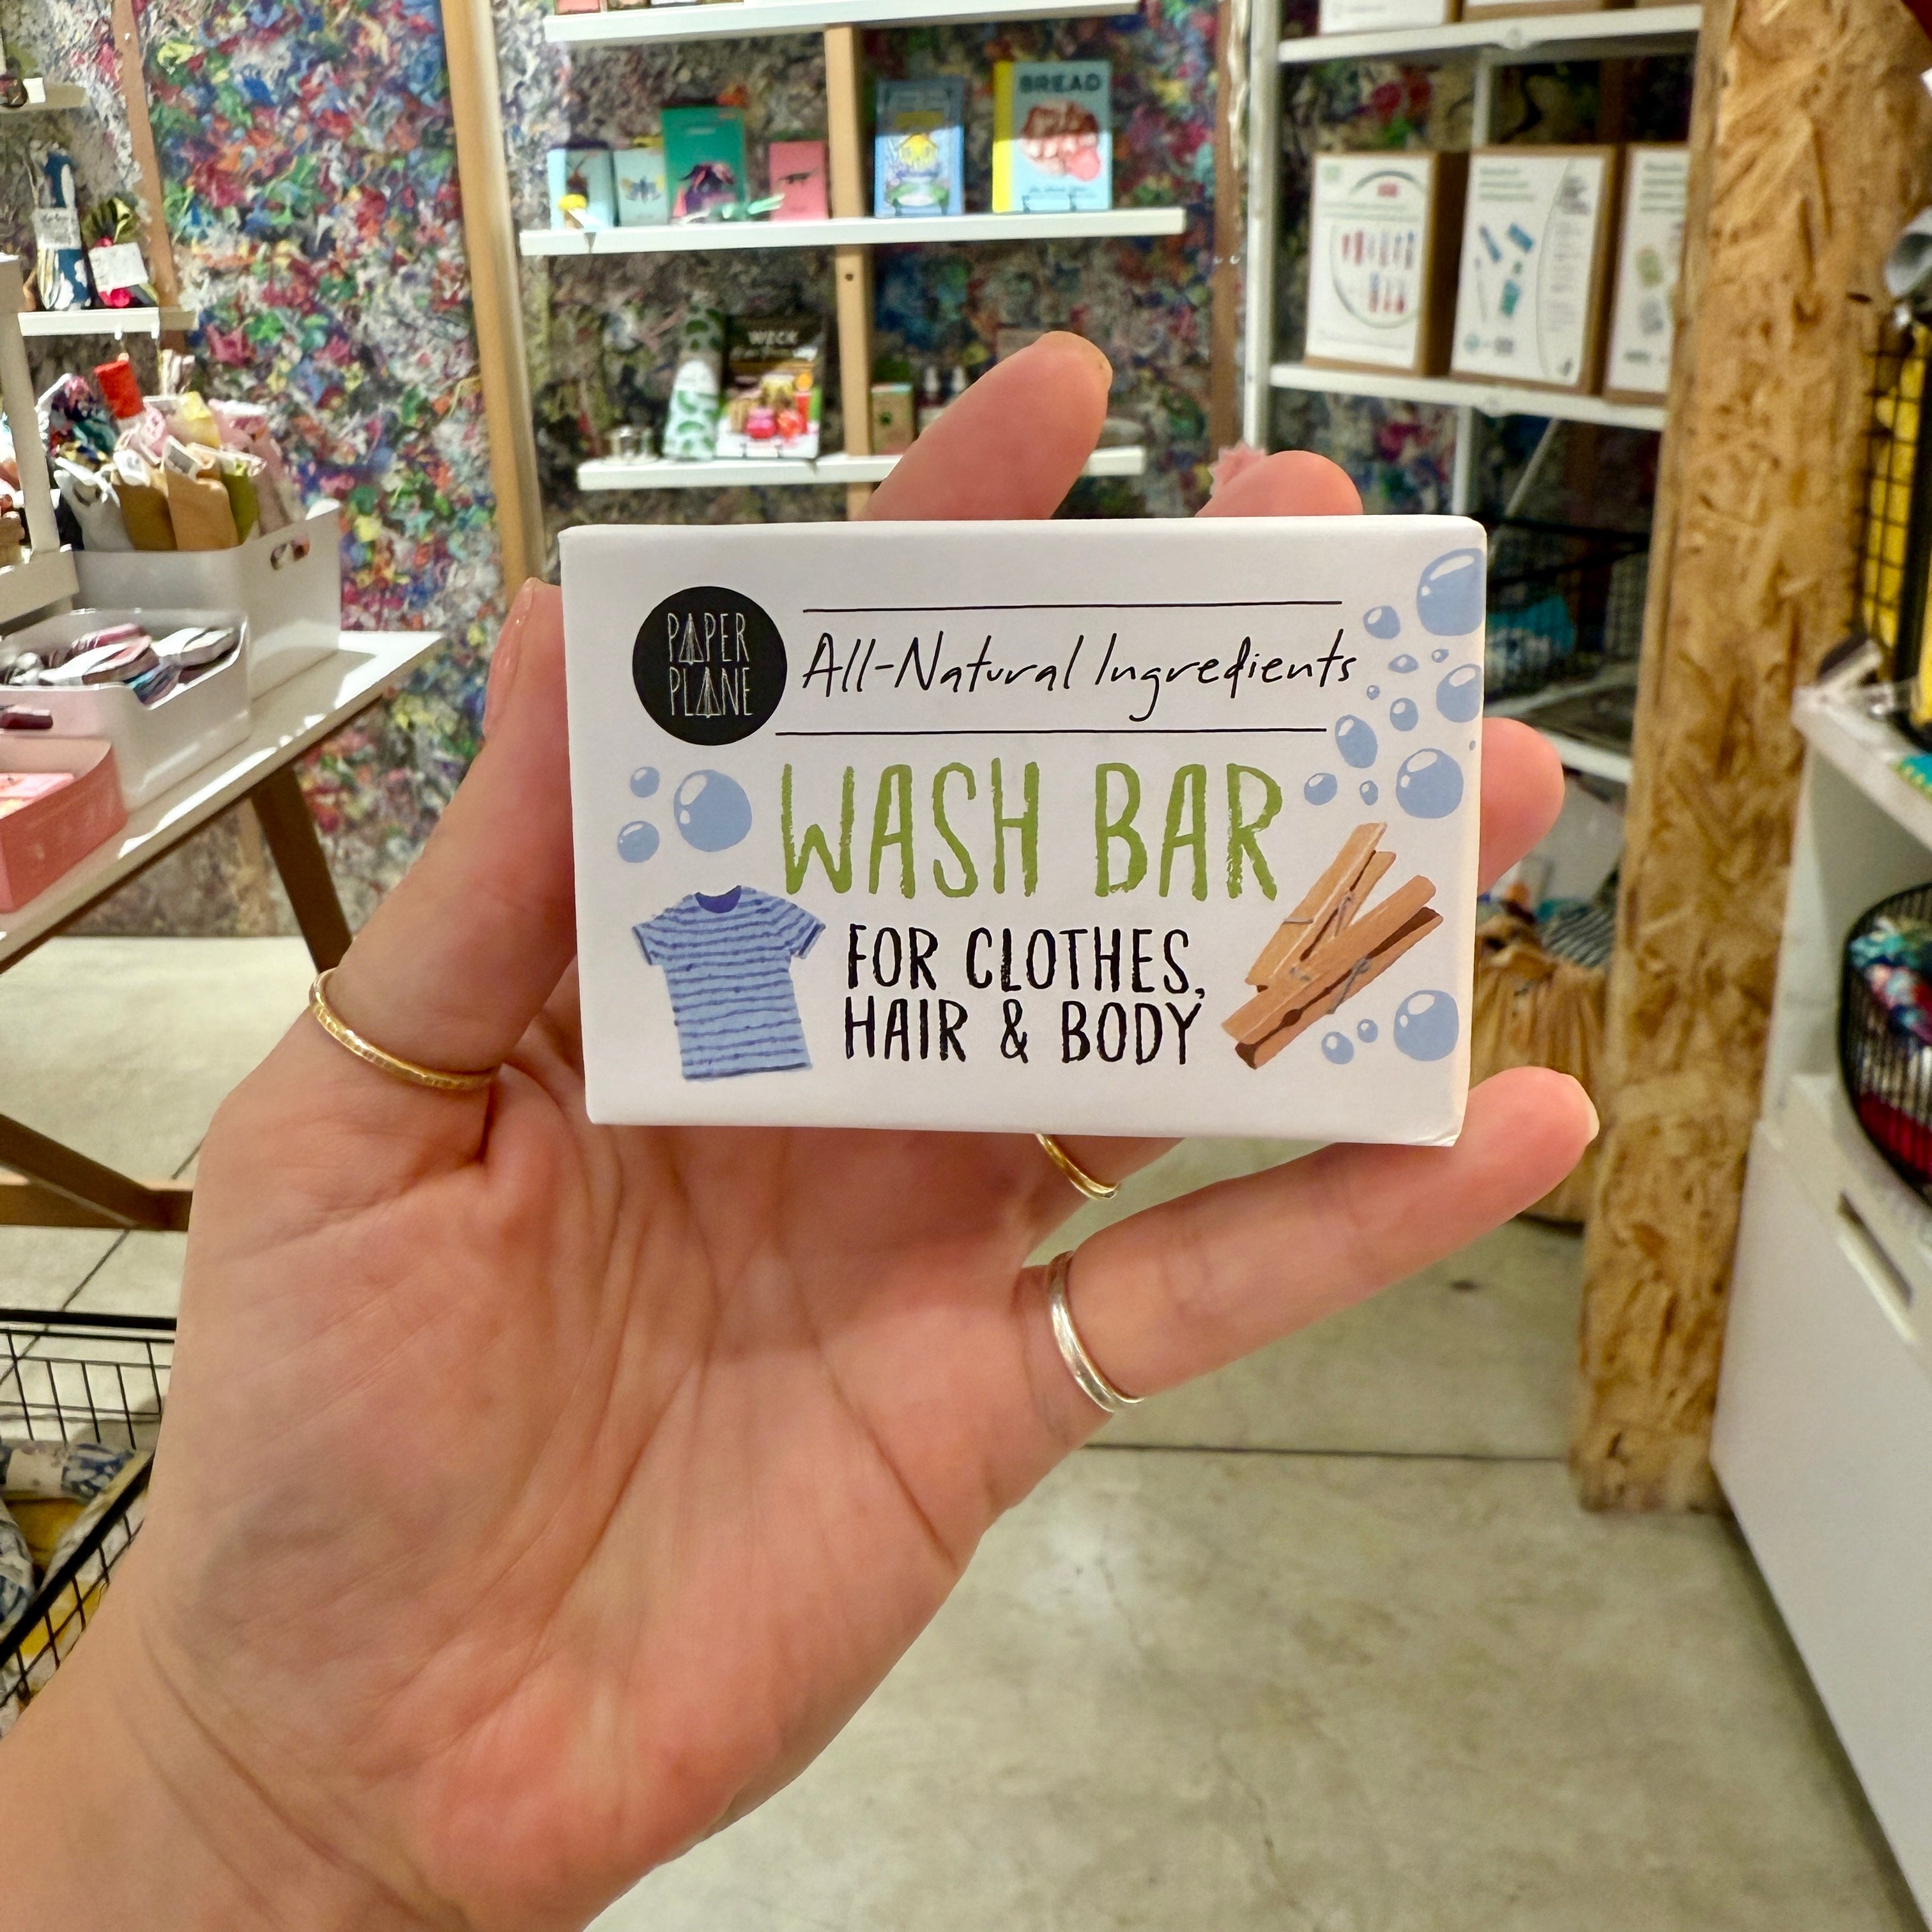 BREAD
WECK
PAPER
PLANE
All-Natural Ingredients
WASH BAR
FOR CLOTHES,
HAIR & BODY